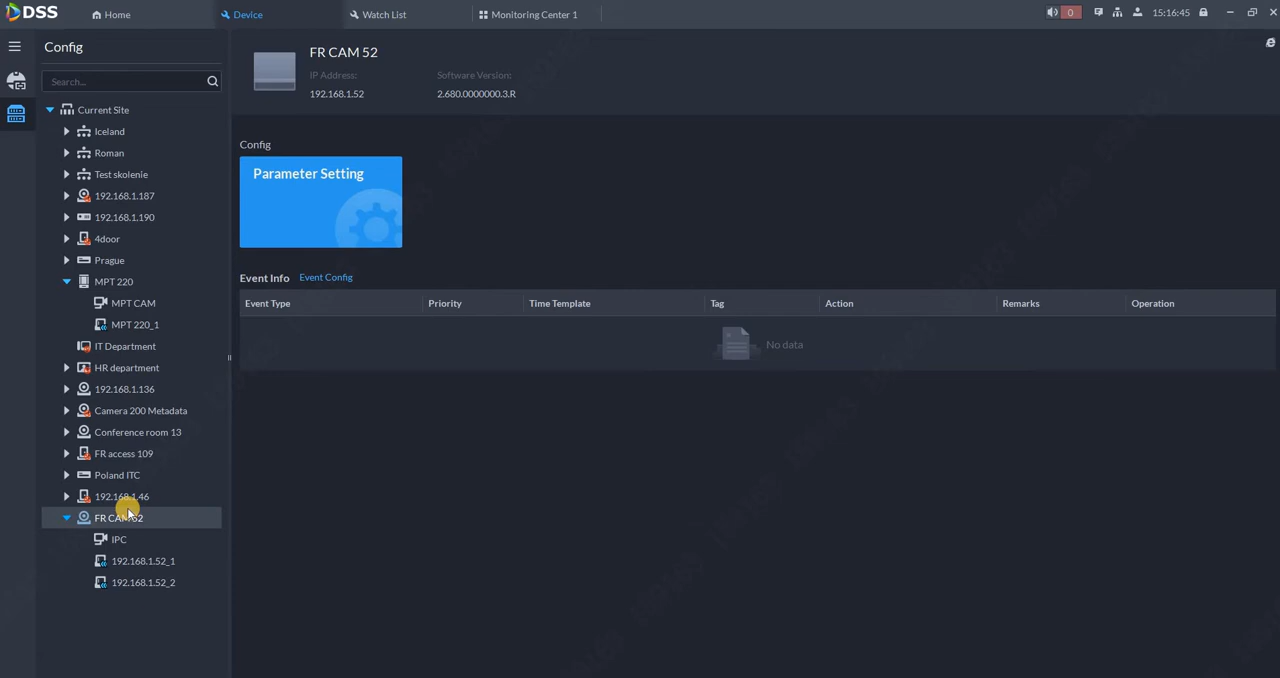 DSS
Home
Device
Watch List
Monitoring Center 1
0
15:16:45
Config
Search...
Current Site
Iceland
Roman
Test skolenie
192.168.1.187
192.168.1.190
4door
Prague
MPT 220
MPT CAM
MPT 220_1
IT Department
HR department
192.168.1.136
Camera 200 Metadata
Conference room 13
FR access 109
Poland ITC
192.168.1.46
FR CAM 52
IPC
192.168.1.52_1
192.168.1.52_2
FR CAM 52
IP Address:
Software Version:
192.168.1.52
2.680.0000000.3.R
Config
Parameter Setting
Event Info
Event Config
Event Type
Priority
Time Template
Tag
Action
Remarks
Operation
No data